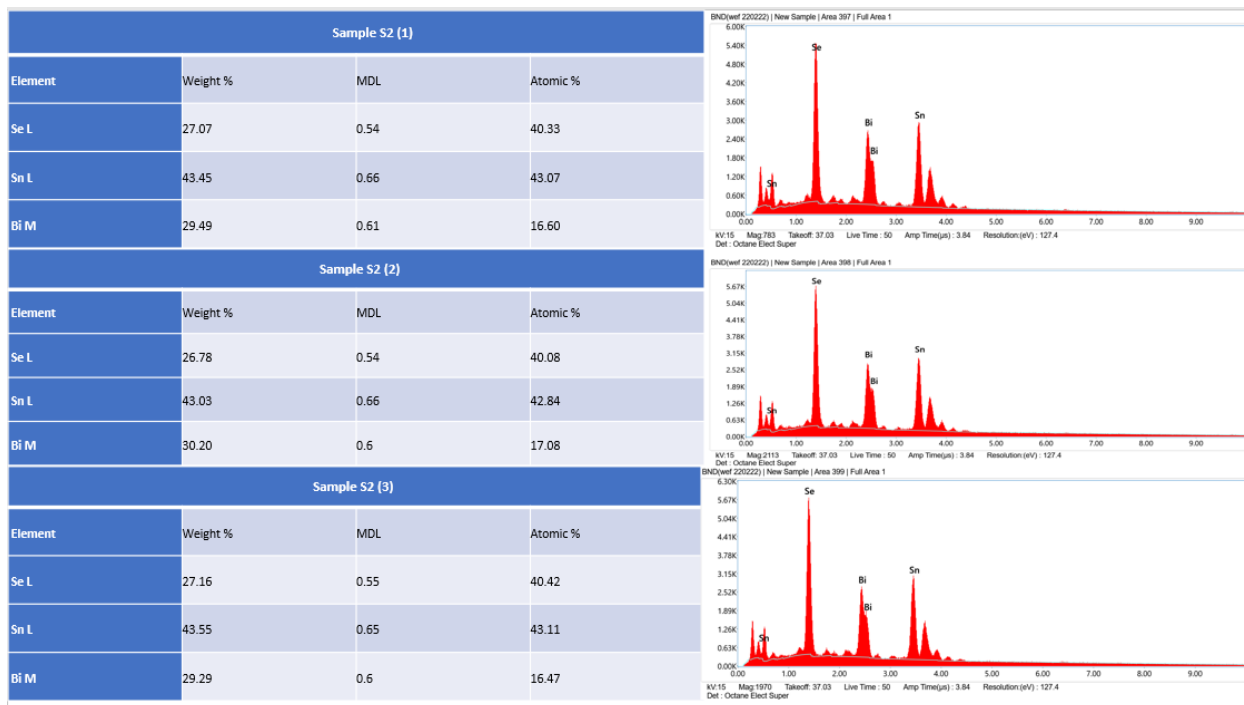 Sample S2 (1)
Element Weight % MDL Atomic %
Se L 27.07 0.54 40.33
Sn L 43.45 0.66 43.07
Bi M 29.49 0.61 16.60
BND(wef 220222) | New Sample | Area 397 | Full Area 1
6.00K
5.40K
4.80K
4.20K
3.60K
3.00K
2.40K
1.80K
1.20K
0.60K
0.00K
Se
Bi
Bi
Sn
Sn
0.00 1.00 2.00 3.00 4.00 5.00 6.00 7.00 8.00 9.00
kV:15 Mag:783 Takeoff: 37.03 Live Time : 50 Amp Time(µs) : 3.84 Resolution:(eV) : 127.4
Det : Octane Elect Super
Sample S2 (2)
Element Weight % MDL Atomic %
Se L 26.78 0.54 40.08
Sn L 43.03 0.66 42.84
Bi M 30.20 0.6 17.08
BND(wef 220222) | New Sample | Area 398 | Full Area 1
5.67K
5.04K
4.41K
3.78K
3.15K
2.52K
1.89K
1.26K
0.63K
0.00K
Se
Bi
Bi
Sn
Sn
0.00 1.00 2.00 3.00 4.00 5.00 6.00 7.00 8.00 9.00
kV:15 Mag:2113 Takeoff: 37.03 Live Time : 50 Amp Time(µs) : 3.84 Resolution:(eV) : 127.4
Det : Octane Elect Super
Sample S2 (3)
Element Weight % MDL Atomic %
Se L 27.16 0.55 40.42
Sn L 43.55 0.65 43.11
Bi M 29.29 0.6 16.47
BND(wef 220222) | New Sample | Area 399 | Full Area 1
6.30K
5.67K
5.04K
4.41K
3.78K
3.15K
2.52K
1.89K
1.26K
0.63K
0.00K
Se
Bi
Bi
Sn
Sn
0.00 1.00 2.00 3.00 4.00 5.00 6.00 7.00 8.00 9.00
kV:15 Mag:1970 Takeoff: 37.03 Live Time : 50 Amp Time(µs) : 3.84 Resolution:(eV) : 127.4
Det : Octane Elect Super